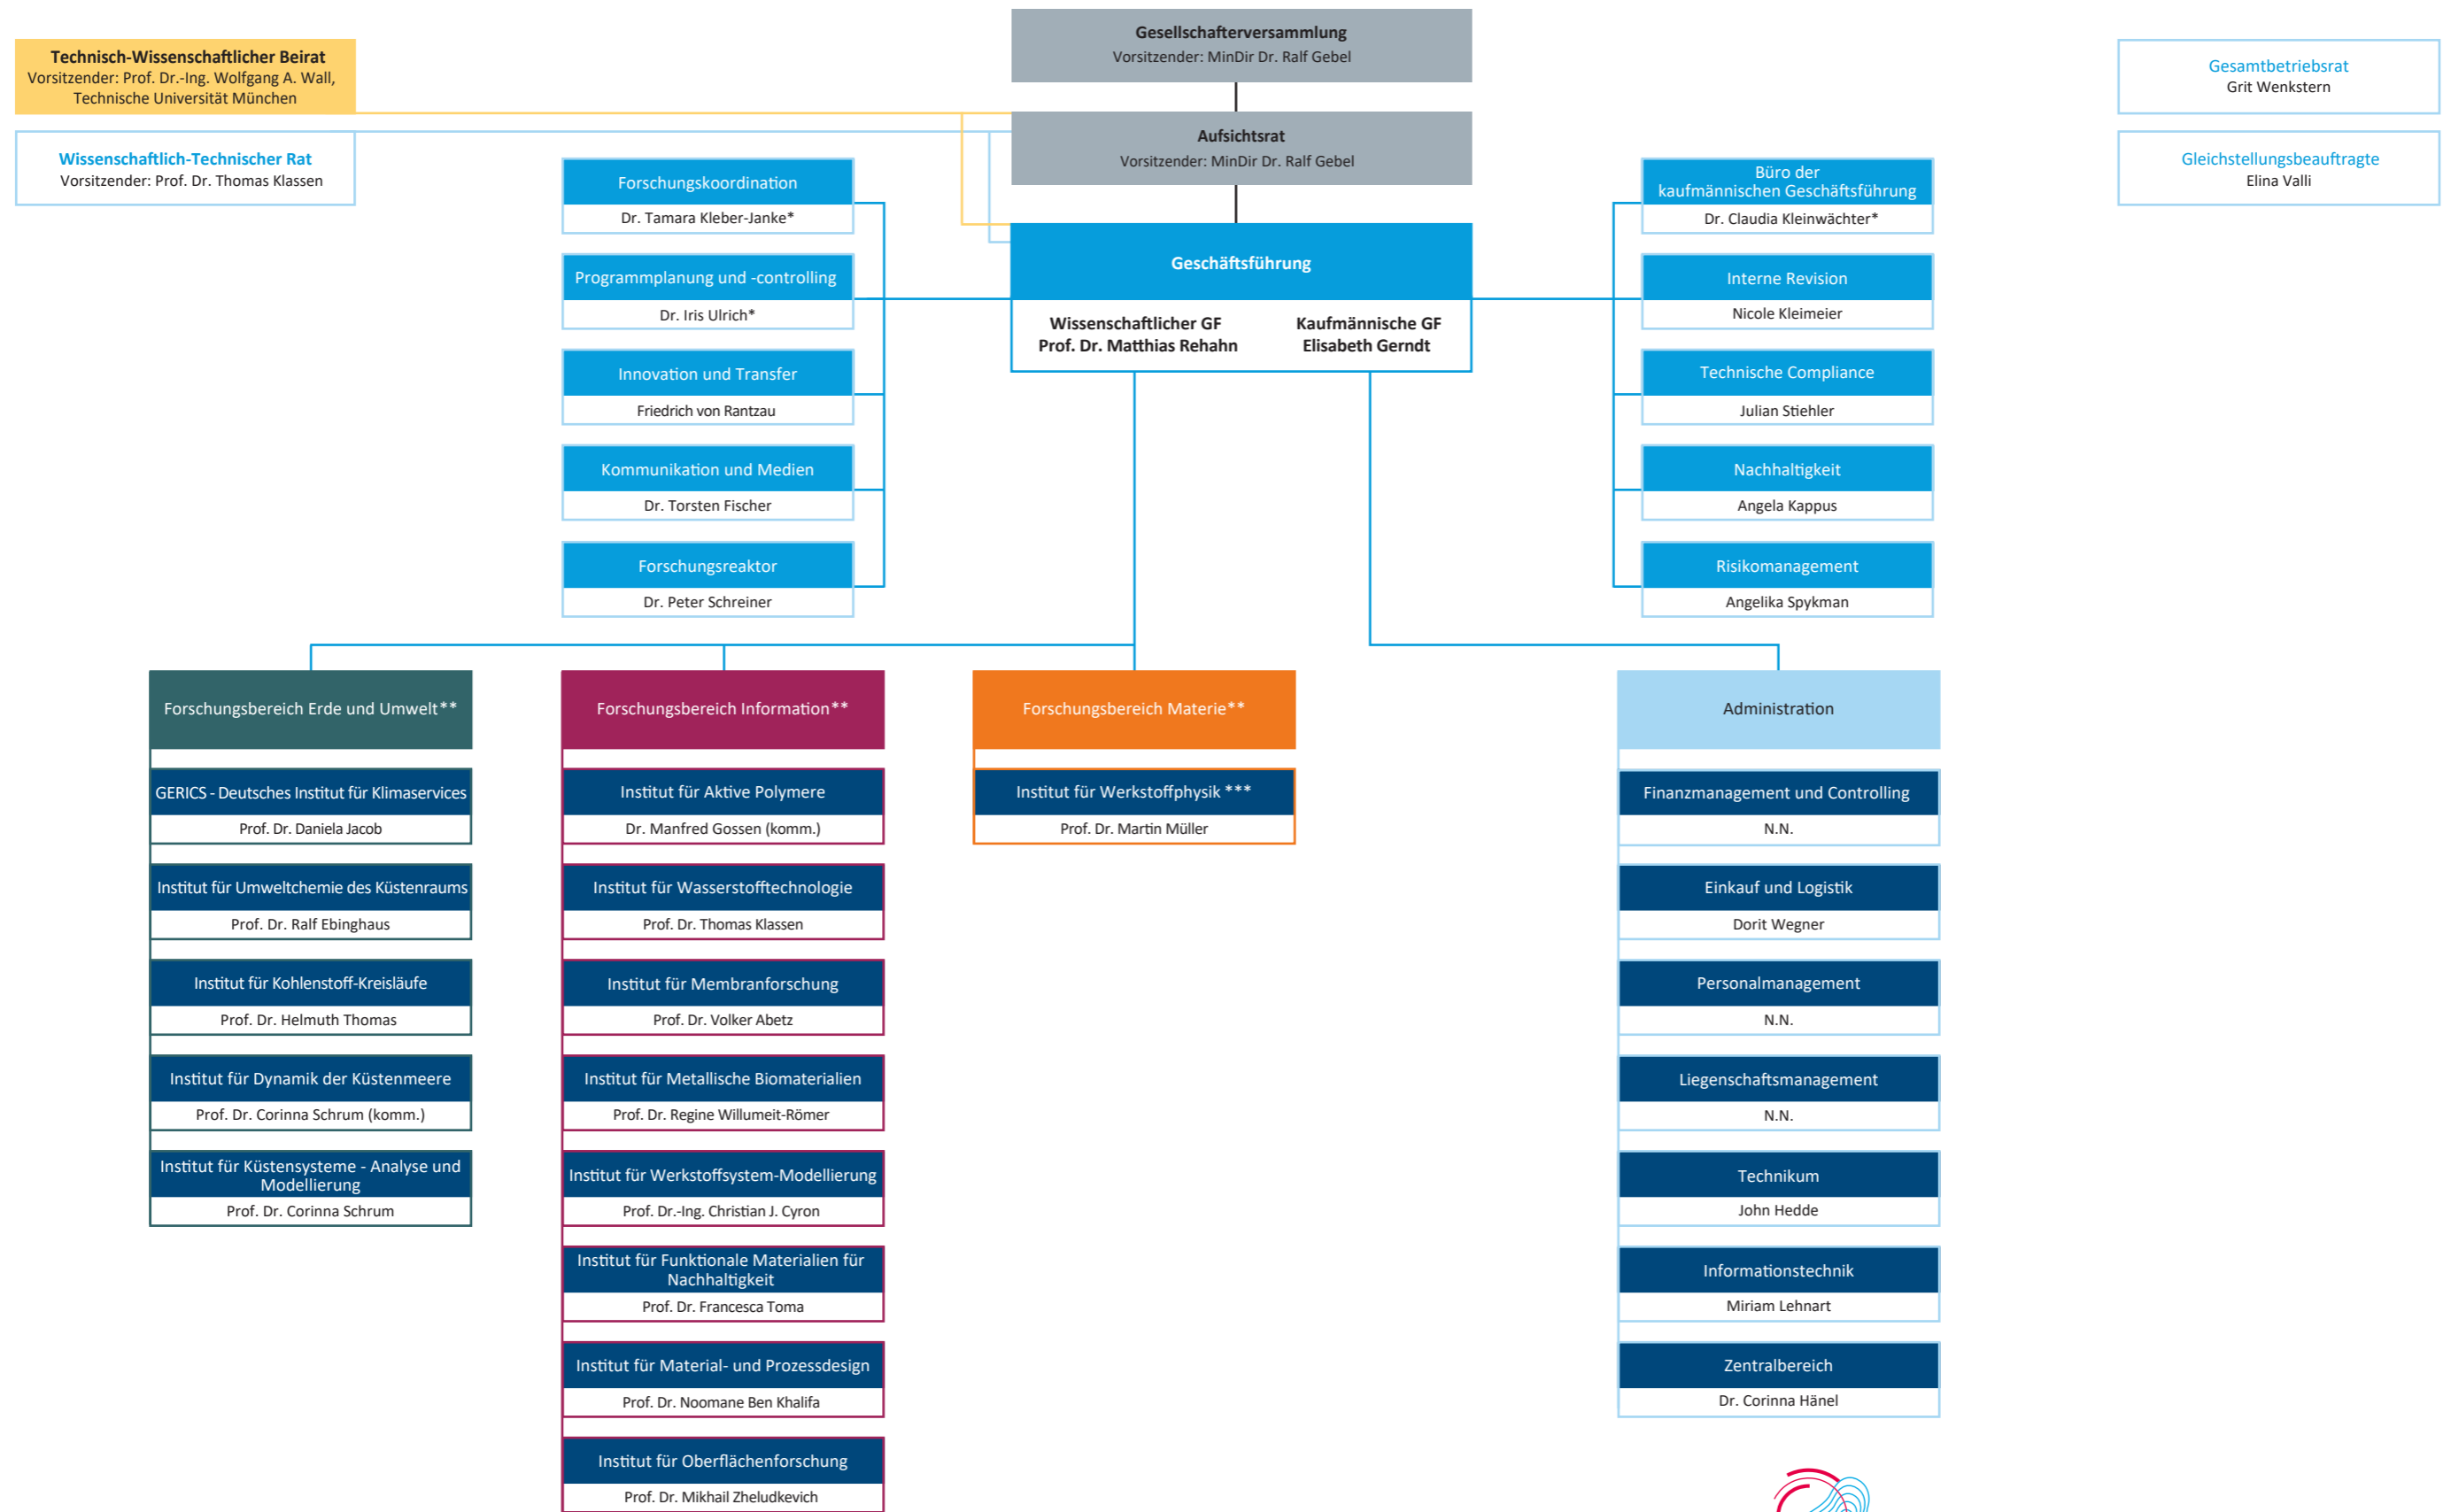 Gesellschafterversammlung
Vorsitzender: MinDir Dr. Ralf Gebel
Technisch-Wissenschaftlicher Beirat
Vorsitzender: Prof. Dr.-Ing. Wolfgang A. Wall,
Technische Universität München
Gesamtbetriebsrat
Grit Wenkstern
Aufsichtsrat
Vorsitzender: MinDir Dr. Ralf Gebel
Wissenschaftlich-Technischer Rat
Vorsitzender: Prof. Dr. Thomas Klassen
Gleichstellungsbeauftragte
Elina Valli
Geschäftsführung
Wissenschaftlicher GF
Prof. Dr. Matthias Rehahn
Kaufmännische GF
Elisabeth Gerndt
Forschungskoordination
Dr. Tamara Kleber-Janke*
Programmplanung und -controlling
Dr. Iris Ulrich*
Innovation und Transfer
Friedrich von Rantzau
Kommunikation und Medien
Dr. Torsten Fischer
Forschungsreaktor
Dr. Peter Schreiner
Büro der
kaufmännischen Geschäftsführung
Dr. Claudia Kleinwächter*
Interne Revision
Nicole Kleimeier
Technische Compliance
Julian Stiehler
Nachhaltigkeit
Angela Kappus
Risikomanagement
Angelika Spykman
Forschungsbereich Erde und Umwelt**
GERICS - Deutsches Institut für Klimaservices
Prof. Dr. Daniela Jacob
Institut für Umweltchemie des Küstenraums
Prof. Dr. Ralf Ebinghaus
Institut für Kohlenstoff-Kreisläufe
Prof. Dr. Helmuth Thomas
Institut für Dynamik der Küstenmeere
Prof. Dr. Corinna Schrum (komm.)
Institut für Küstensysteme - Analyse und
Modellierung
Prof. Dr. Corinna Schrum
Forschungsbereich Information**
Institut für Aktive Polymere
Dr. Manfred Gossen (komm.)
Institut für Wasserstofftechnologie
Prof. Dr. Thomas Klassen
Institut für Membranforschung
Prof. Dr. Volker Abetz
Institut für Metallische Biomaterialien
Prof. Dr. Regine Willumeit-Römer
Institut für Werkstoffsystem-Modellierung
Prof. Dr.-Ing. Christian J. Cyron
Institut für Funktionale Materialien für
Nachhaltigkeit
Prof. Dr. Francesca Toma
Institut für Material- und Prozessdesign
Prof. Dr. Noomane Ben Khalifa
Institut für Oberflächenforschung
Prof. Dr. Mikhail Zheludkevich
Forschungsbereich Materie**
Institut für Werkstoffphysik ***
Prof. Dr. Martin Müller
Administration
Finanzmanagement und Controlling
N.N.
Einkauf und Logistik
Dorit Wegner
Personalmanagement
N.N.
Liegenschaftsmanagement
N.N.
Technikum
John Hedde
Informationstechnik
Miriam Lehnart
Zentralbereich
Dr. Corinna Hänel